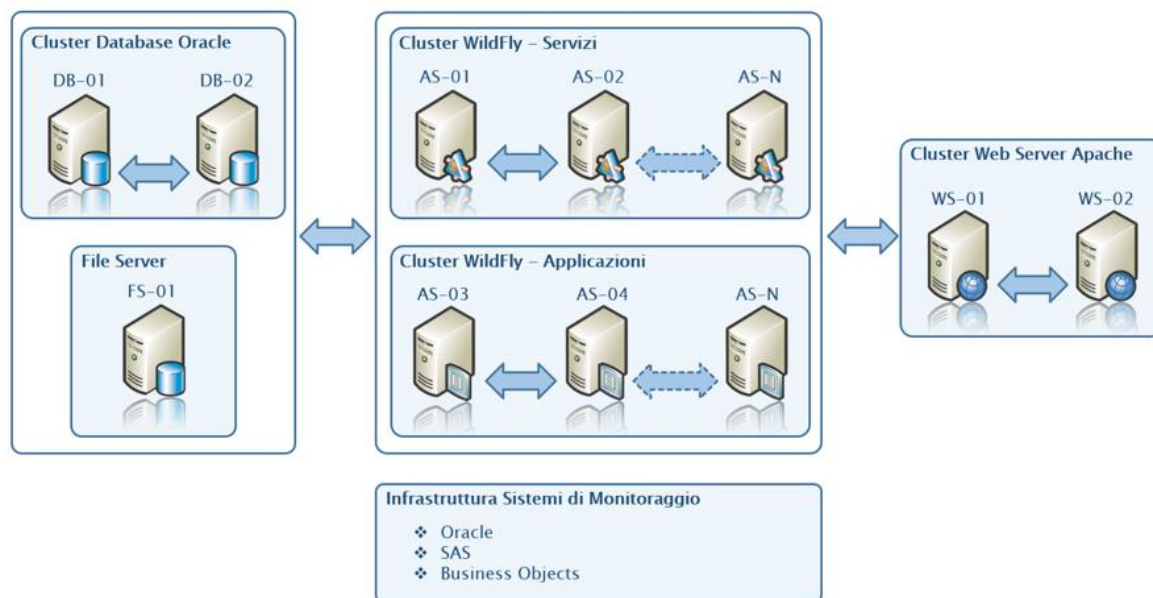 Cluster Database Oracle
DB-01
DB-02
File Server
FS-01
Cluster WildFly – Servizi
AS-01
AS-02
AS-N
Cluster WildFly – Applicazioni
AS-03
AS-04
AS-N
Cluster Web Server Apache
WS-01
WS-02
Infrastruttura Sistemi di Monitoraggio
❖ Oracle
❖ SAS
❖ Business Objects